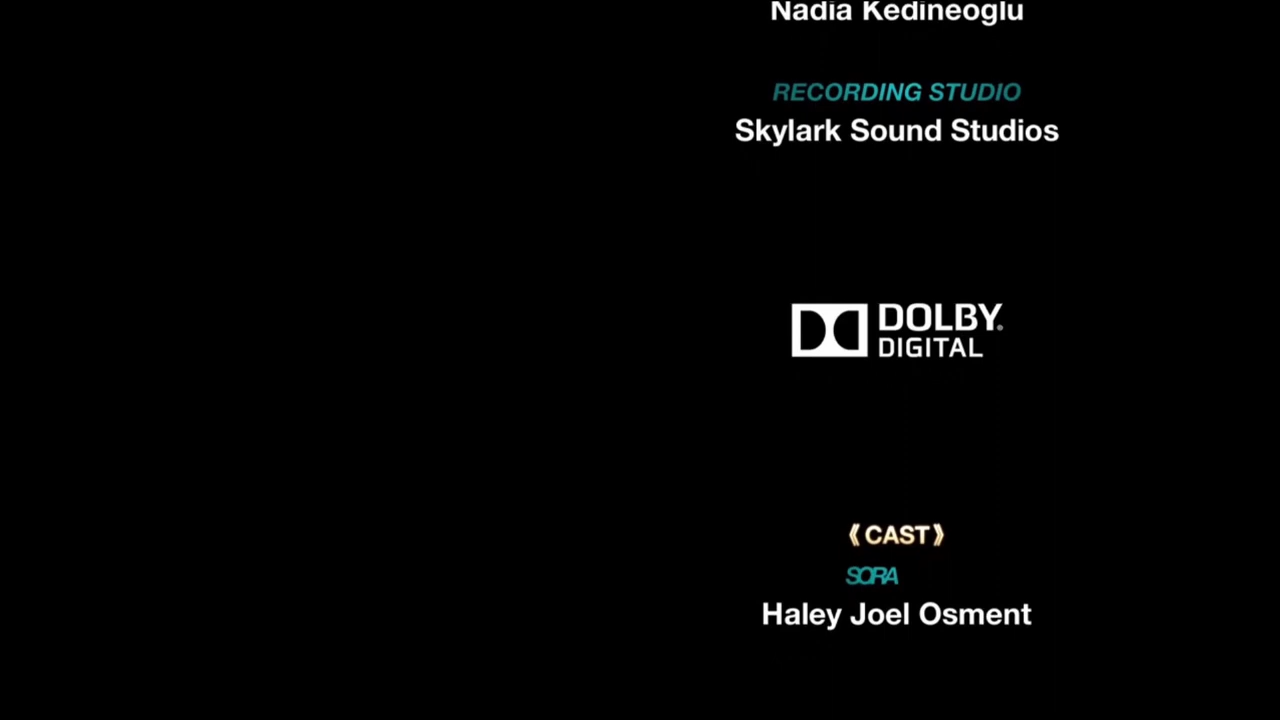 Nadia Kedineoglu
RECORDING STUDIO
Skylark Sound Studios
DOLBY®
DIGITAL
《CAST》
SORA
Haley Joel Osment